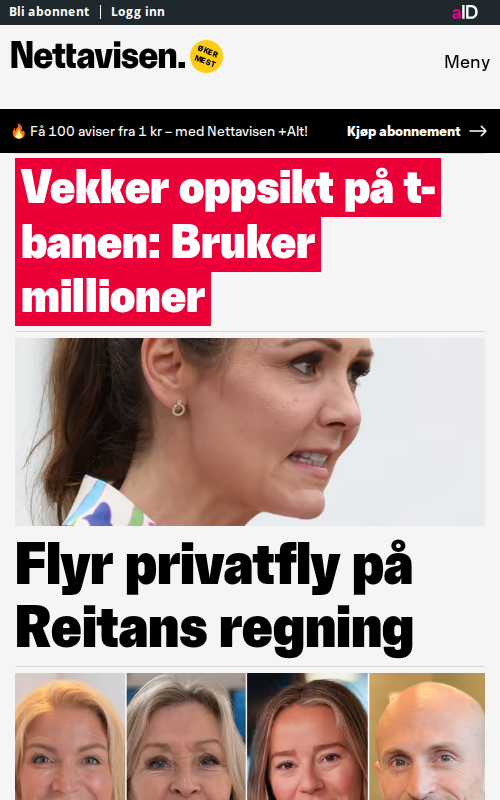 Bli abonnent
Logg inn
aID
Nettavisen.
ØKER
MEST
Meny
🔥 Få 100 aviser fra 1 kr – med Nettavisen +Alt!
Kjøp abonnement →
Vekker oppsikt på t-
banen: Bruker
millioner
Flyr privatfly på
Reitans regning